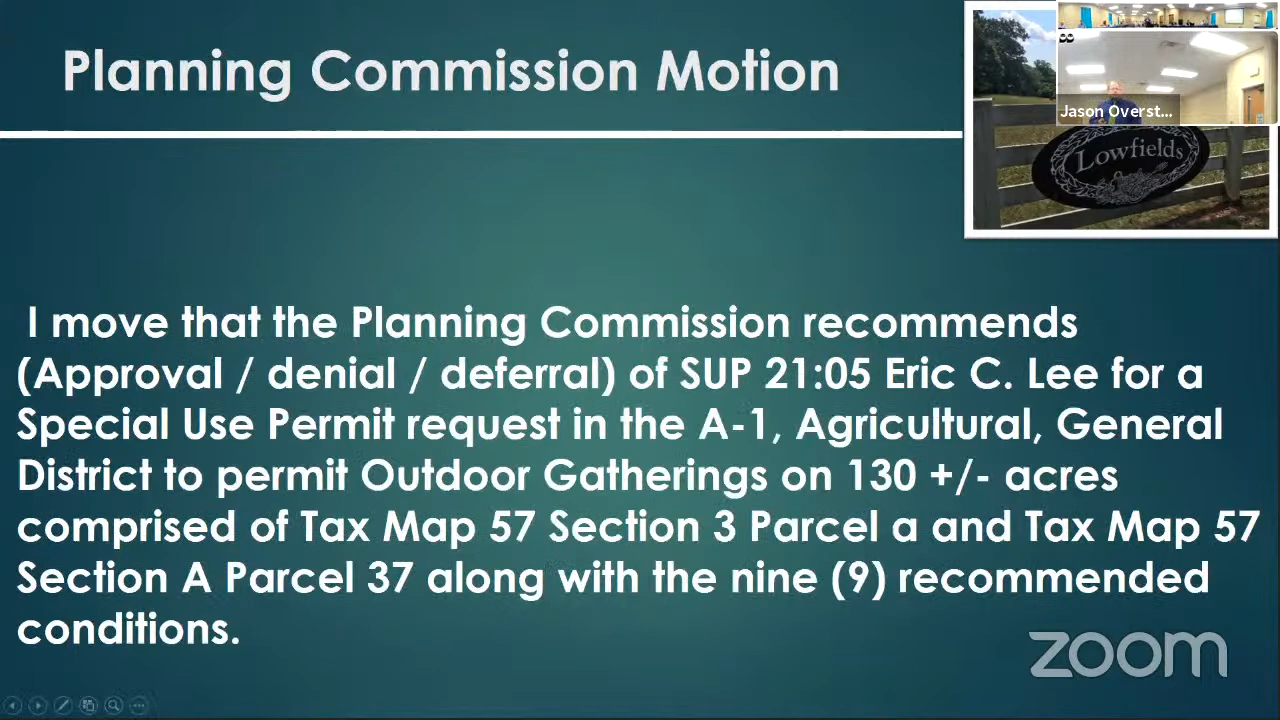 Planning Commission Motion
Jason Overst...
Lowfields
I move that the Planning Commission recommends
(Approval / denial / deferral) of SUP 21:05 Eric C. Lee for a
Special Use Permit request in the A-1, Agricultural, General
District to permit Outdoor Gatherings on 130 +/- acres
comprised of Tax Map 57 Section 3 Parcel a and Tax Map 57
Section A Parcel 37 along with the nine (9) recommended
conditions.
zoom